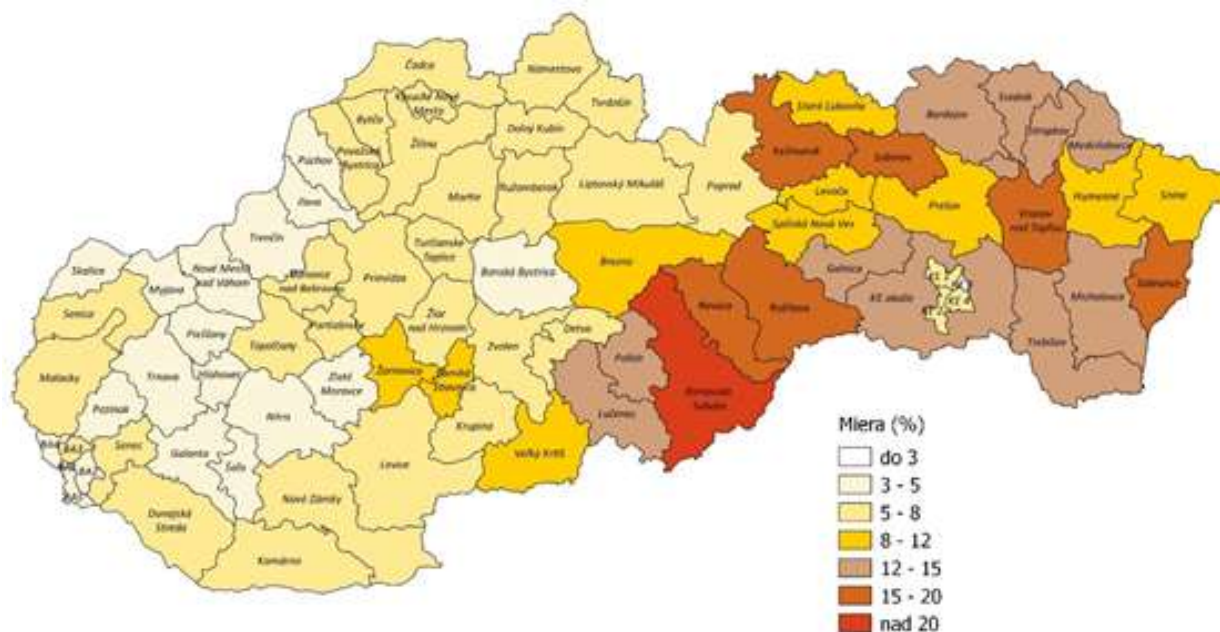 Čadca
Námestovo
Kysucké Nové
Mesto
Tvrdošín
Bytča
Dolný Kubín
Stará Ľubovňa
Bardejov
Svidník
Stropkov
Medzilaborce
Žilina
Považská
Bystrica
Púchov
Kežmarok
Sabinov
Ilava
Martin
Ružomberok
Liptovský Mikuláš
Poprad
Levoča
Prešov
Humenné
Snina
Vranov
nad Topľou
Spišská Nová Ves
Trenčín
Turčianske
Teplice
Skalica
Nové Mesto
nad Váhom
Myjava
Bánovce
nad Bebravou
Prievidza
Banská Bystrica
Brezno
Gelnica
KE okolie
Michalovce
Sobrance
Revúca
Rožňava
Senica
Piešťany
Topoľčany
Partizánske
Žiar
nad Hronom
Zvolen
Detva
Trebišov
Malacky
Trnava
Hlohovec
Zlaté
Moravce
Žarnovica
Banská
Štiavnica
Poltár
Rimavská
Sobota
Pezinok
Nitra
Krupina
Lučenec
Senec
Galanta
Šaľa
Levice
Veľký Krtíš
Nové Zámky
Dunajská
Streda
Komárno
Miera (%)
do 3
3 - 5
5 - 8
8 - 12
12 - 15
15 - 20
nad 20